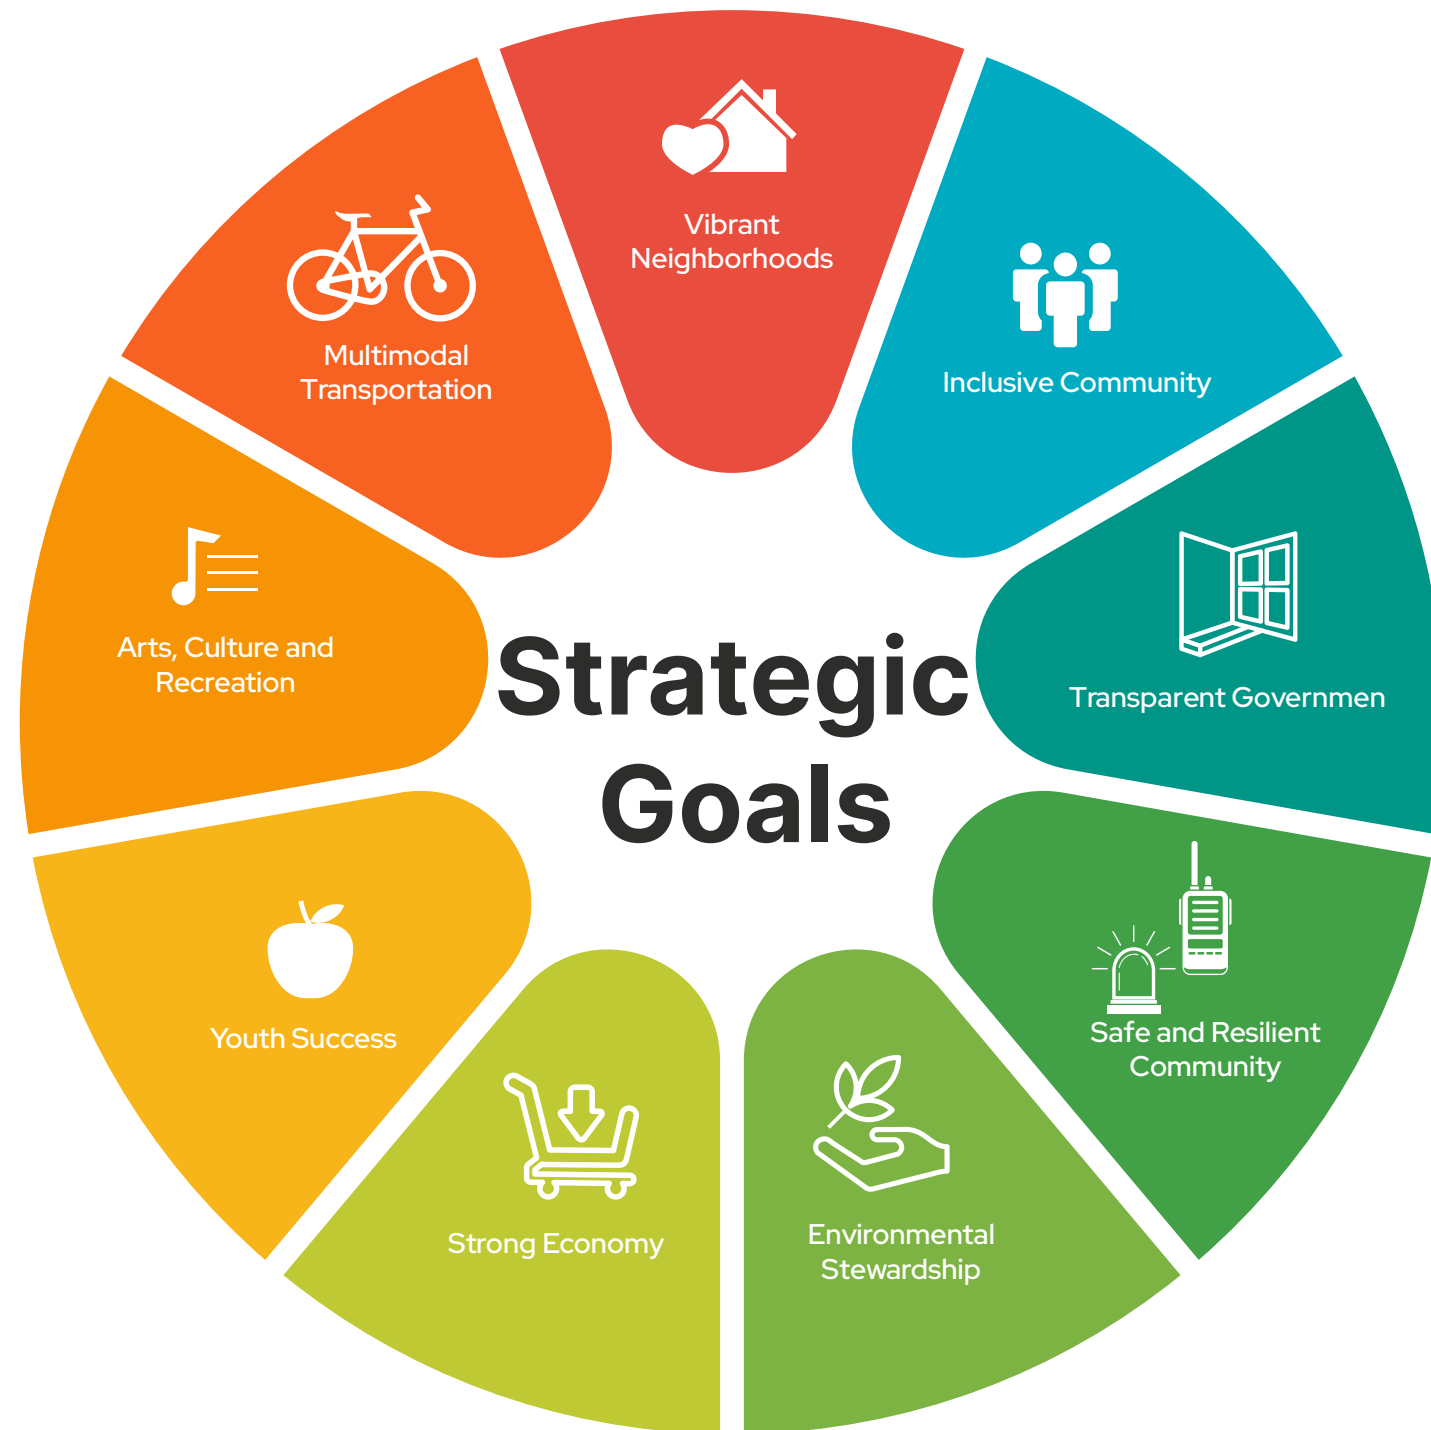 Vibrant
Neighborhoods
Inclusive Community
Transparent Governmen
Safe and Resilient
Community
Environmental
Stewardship
Strong Economy
Youth Success
Arts, Culture and
Recreation
Multimodal
Transportation
Strategic
Goals